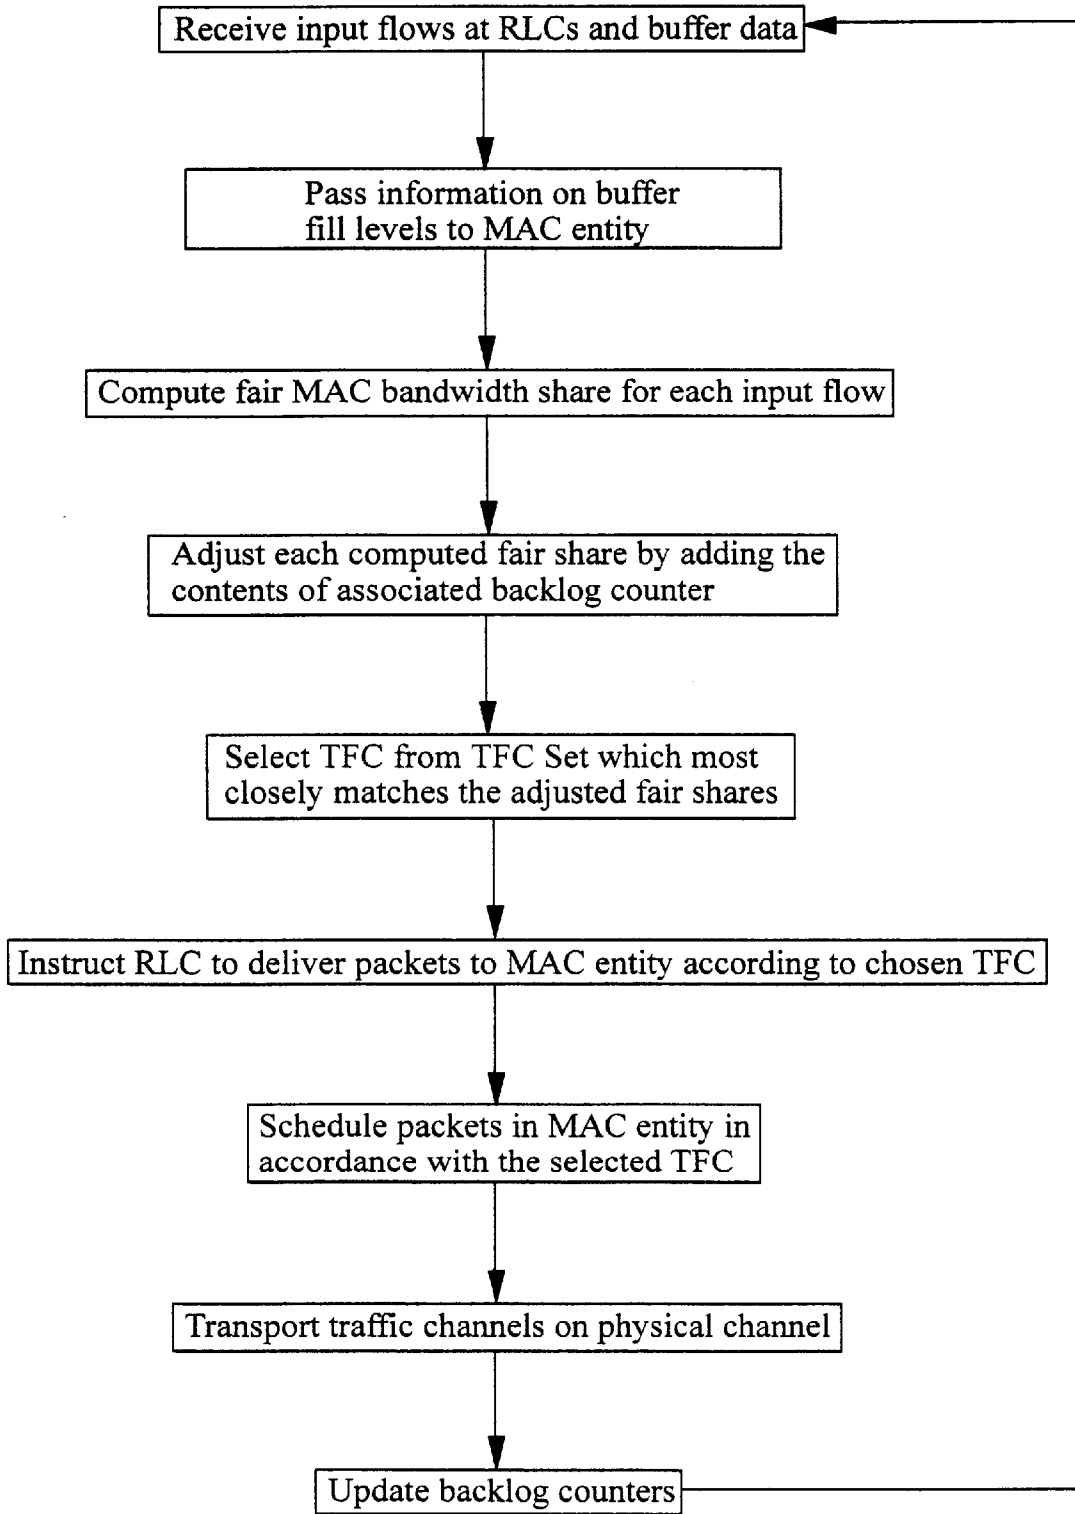 Receive input flows at RLCs and buffer data
Pass information on buffer
fill levels to MAC entity
Compute fair MAC bandwidth share for each input flow
Adjust each computed fair share by adding the
contents of associated backlog counter
Select TFC from TFC Set which most
closely matches the adjusted fair shares
Instruct RLC to deliver packets to MAC entity according to chosen TFC
Schedule packets in MAC entity in
accordance with the selected TFC
Transport traffic channels on physical channel
Update backlog counters